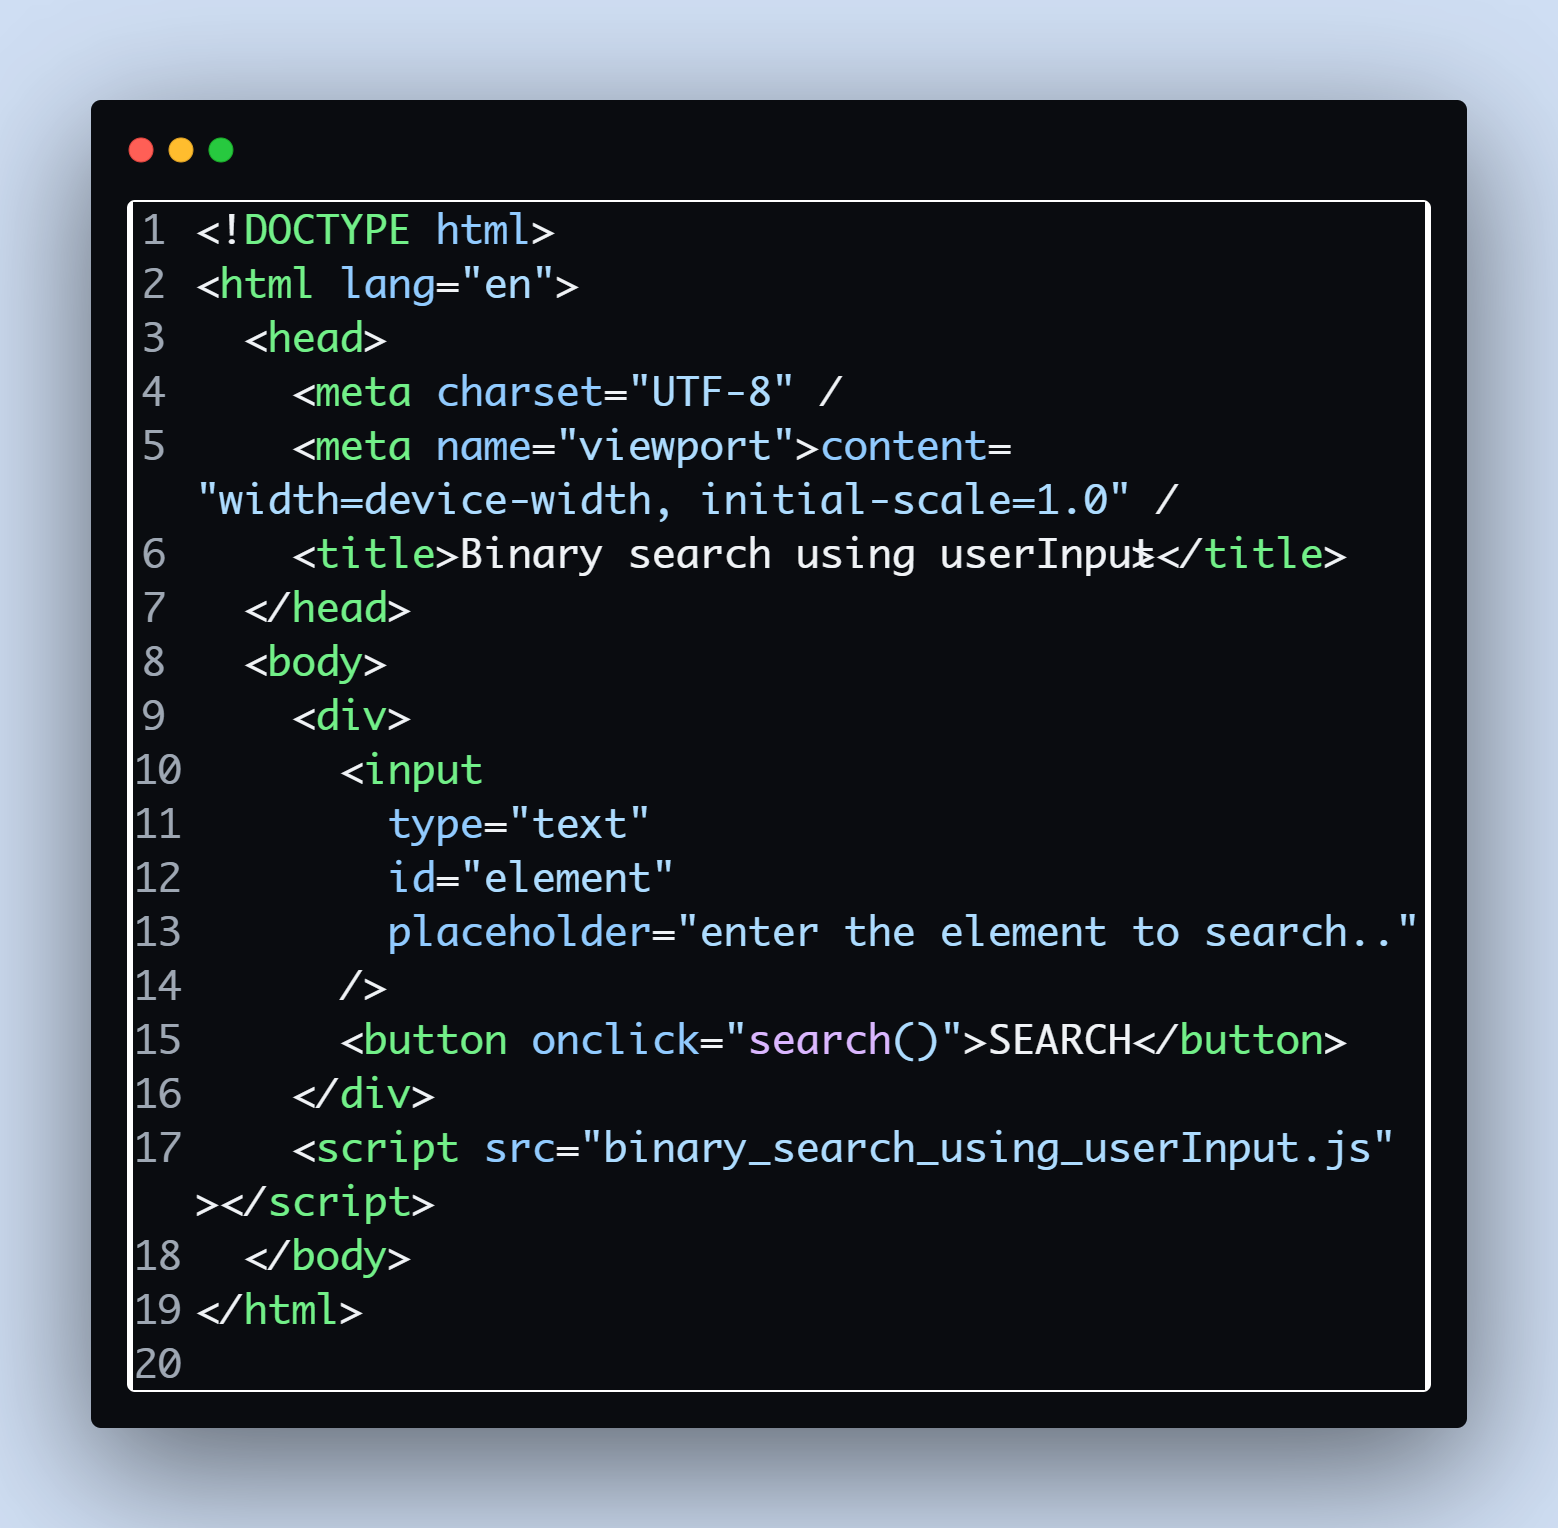 1 <!DOCTYPE html>
2 <html lang="en">
3   <head>
4     <meta charset="UTF-8" /
5     <meta name="viewport">content=
"width=device-width, initial-scale=1.0" /
6     <title>Binary search using userInput></title>
7   </head>
8   <body>
9     <div>
10       <input
11         type="text"
12         id="element"
13         placeholder="enter the element to search.."
14       />
15       <button onclick="search()">SEARCH</button>
16     </div>
17     <script src="binary_search_using_userInput.js"
></script>
18   </body>
19 </html>
20